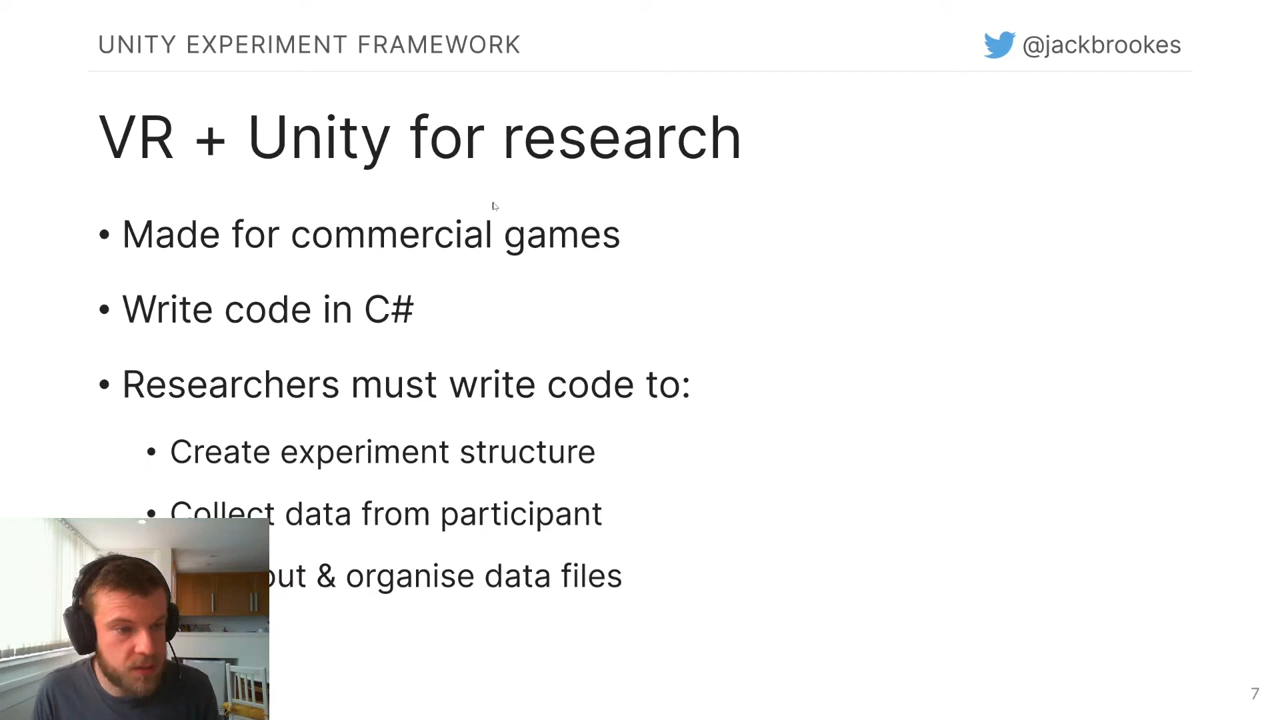 UNITY EXPERIMENT FRAMEWORK
@jackbrookes
VR + Unity for research
• Made for commercial games
• Write code in C#
• Researchers must write code to:
• Create experiment structure
• Collect data from participant
& organise data files
7